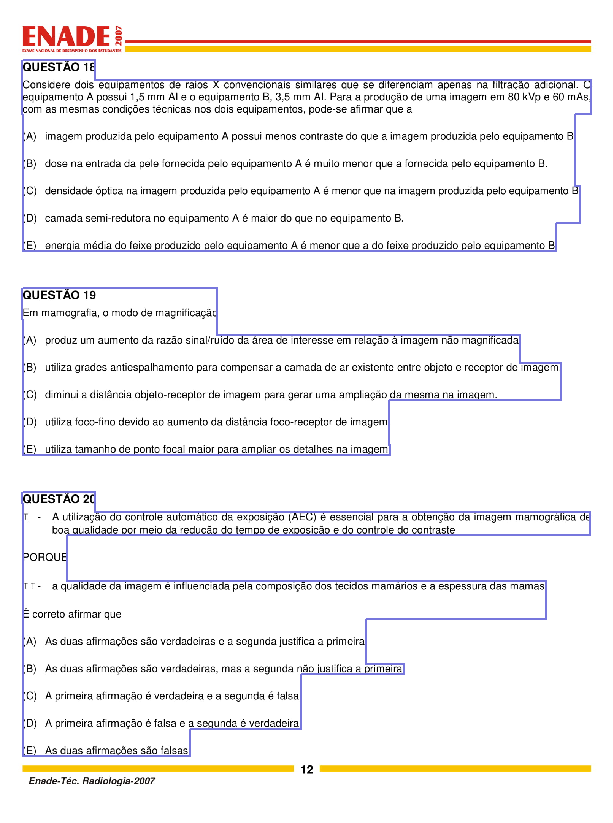 ENADE 2007
EXAME NACIONAL DE DESEMPENHO DOS ESTUDANTES
QUESTÃO 18
Considere dois equipamentos de raios X convencionais similares que se diferenciam apenas na filtração adicional. O
equipamento A possui 1,5 mm Al e o equipamento B, 3,5 mm Al. Para a produção de uma imagem em 80 kVp e 60 mAs,
com as mesmas condições técnicas nos dois equipamentos, pode-se afirmar que a
(A) imagem produzida pelo equipamento A possui menos contraste do que a imagem produzida pelo equipamento B
(B) dose na entrada da pele fornecida pelo equipamento A é muito menor que a fornecida pelo equipamento B.
(C) densidade óptica na imagem produzida pelo equipamento A é menor que na imagem produzida pelo equipamento B
(D) camada semi-redutora no equipamento A é maior do que no equipamento B.
(E) energia média do feixe produzido pelo equipamento A é menor que a do feixe produzido pelo equipamento B
QUESTÃO 19
Em mamografia, o modo de magnificação
(A) produz um aumento da razão sinal/ruído da área de interesse em relação à imagem não magnificada
(B) utiliza grades antiespalhamento para compensar a camada de ar existente entre objeto e receptor de imagem
(C) diminui a distância objeto-receptor de imagem para gerar uma ampliação da mesma na imagem.
(D) utiliza foco-fino devido ao aumento da distância foco-receptor de imagem
(E) utiliza tamanho de ponto focal maior para ampliar os detalhes na imagem
QUESTÃO 20
I - A utilização do controle automático da exposição (AEC) é essencial para a obtenção da imagem mamográfica de
boa qualidade por meio da redução do tempo de exposição e do controle do contraste
PORQUE
II - a qualidade da imagem é influenciada pela composição dos tecidos mamários e a espessura das mamas
É correto afirmar que
(A) As duas afirmações são verdadeiras e a segunda justifica a primeira
(B) As duas afirmações são verdadeiras, mas a segunda não justifica a primeira
(C) A primeira afirmação é verdadeira e a segunda é falsa
(D) A primeira afirmação é falsa e a segunda é verdadeira
(E) As duas afirmações são falsas
12
Enade-Téc. Radiologia-2007